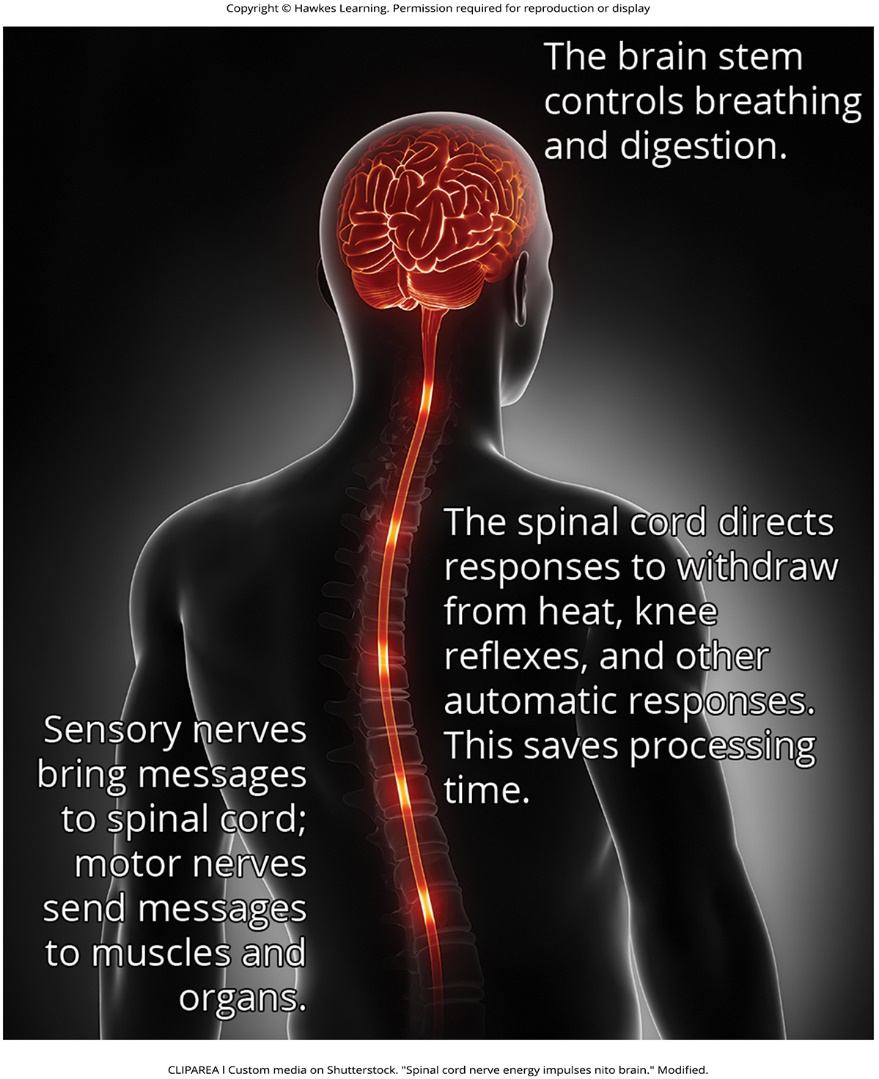 Copyright © Hawkes Learning. Permission required for reproduction or display
The brain stem
controls breathing
and digestion.
The spinal cord directs
responses to withdraw
from heat, knee
reflexes, and other
automatic responses.
This saves processing
time.
Sensory nerves
bring messages
to spinal cord;
motor nerves
send messages
to muscles and
organs.
CLIPAREA l Custom media on Shutterstock. "Spinal cord nerve energy impulses nito brain." Modified.